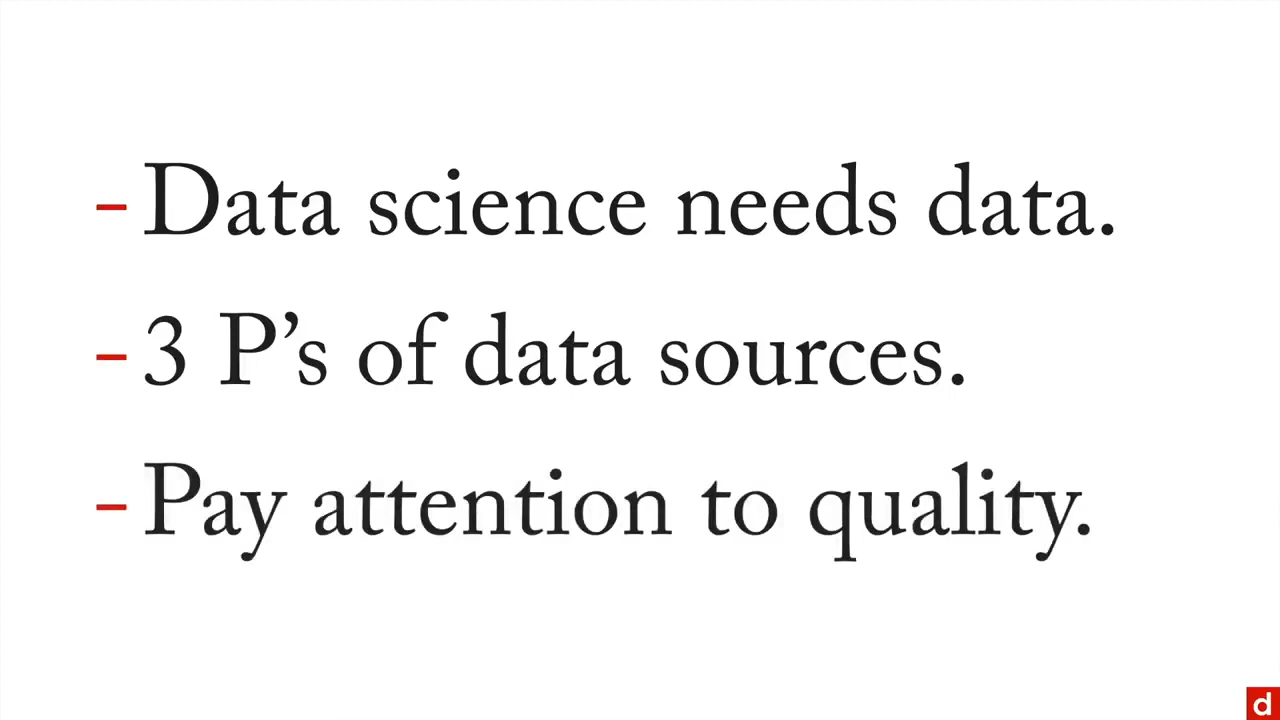 - Data science needs data.
- 3 P’s of data sources.
- Pay attention to quality.
d